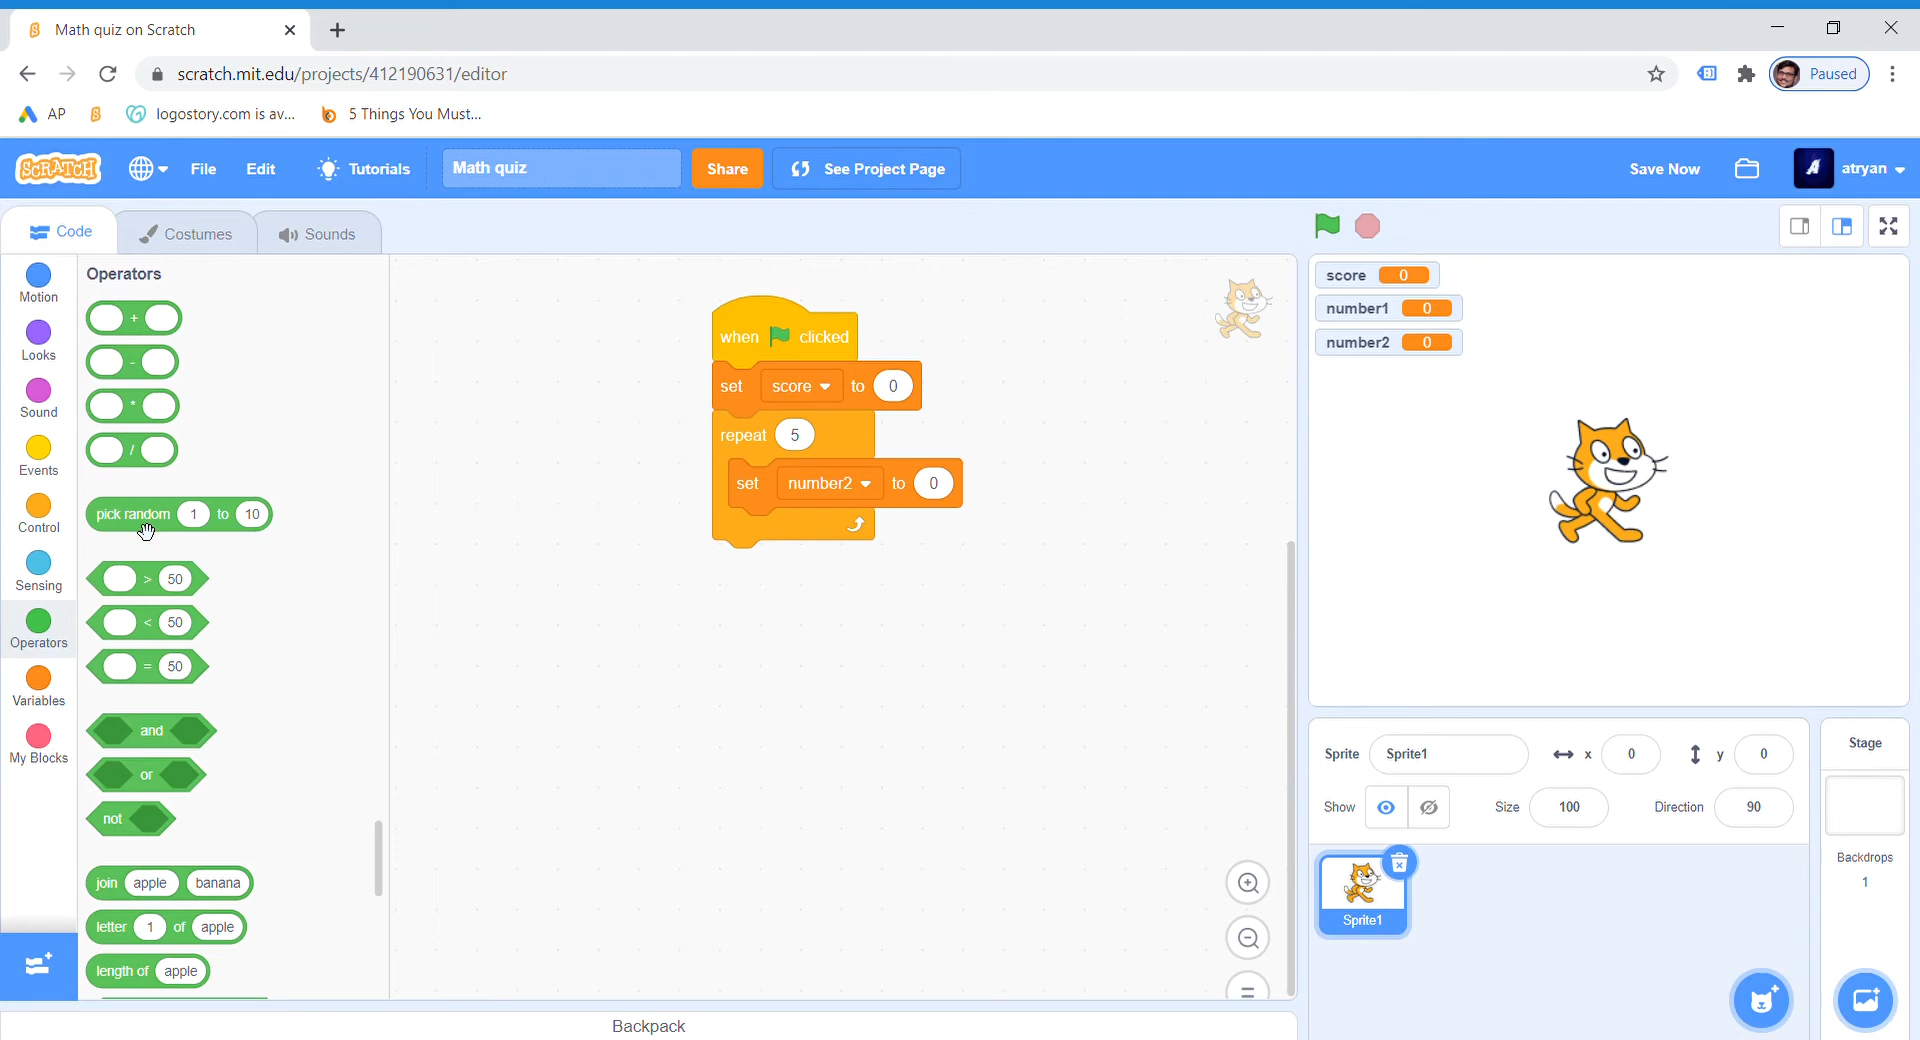 Math quiz on Scratch
scratch.mit.edu/projects/412190631/editor
Paused
AP
logostory.com is av...
5 Things You Must...
SCRATCH
File
Edit
Tutorials
Math quiz
Share
See Project Page
Save Now
atryan
Code
Costumes
Sounds
Motion
Looks
Sound
Events
Control
Sensing
Operators
Variables
My Blocks
Operators
+
-
*
/
pick random 1 to 10
> 50
< 50
= 50
and
or
not
join apple banana
letter 1 of apple
length of apple
when clicked
set score to 0
repeat 5
set number2 to 0
score 0
number1 0
number2 0
Sprite Sprite1 x 0 y 0
Show Size 100 Direction 90
Sprite1
Stage
Backdrops
1
Backpack